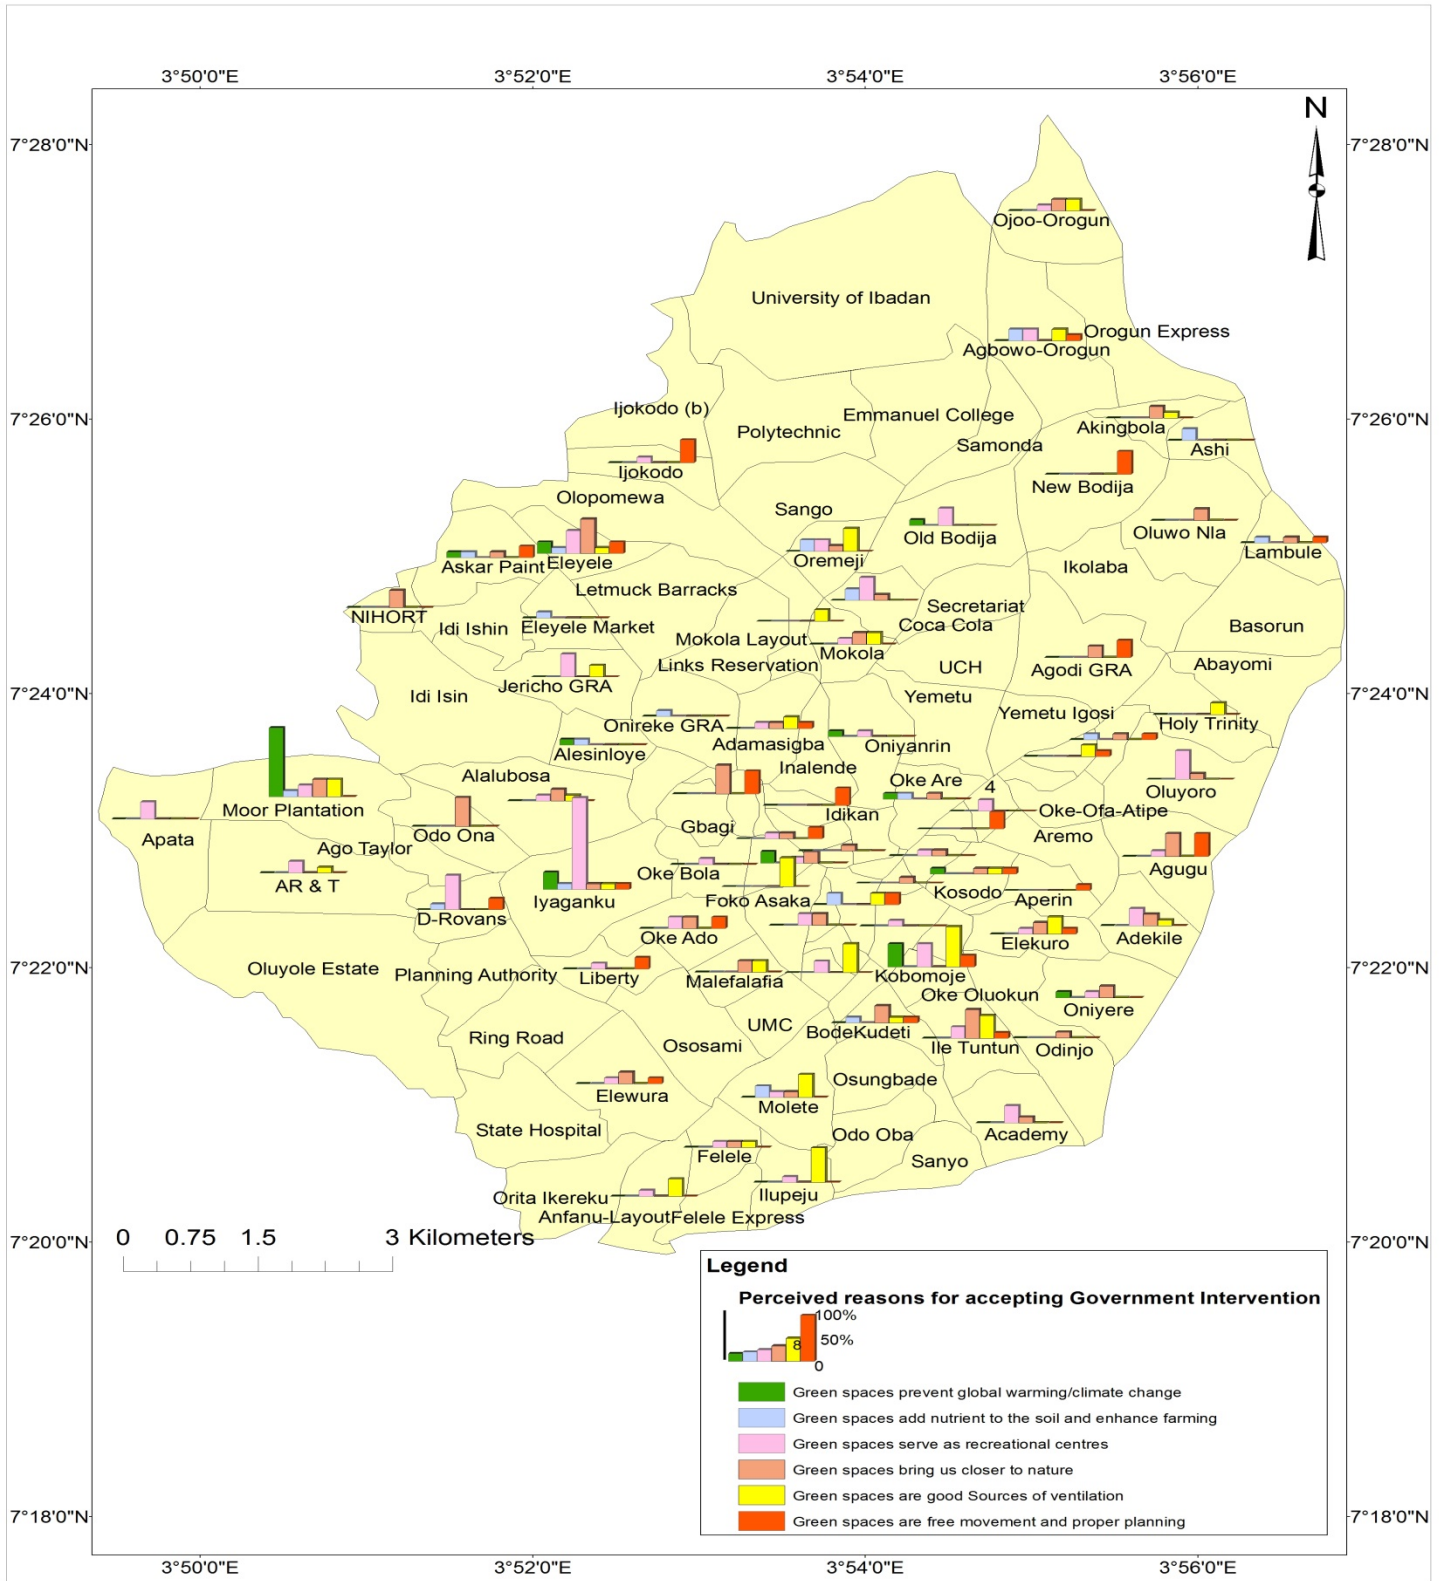 3°50'0"E 3°52'0"E 3°54'0"E 3°56'0"E
N
7°28'0"N 7°28'0"N
Ojoo-Orogun
University of Ibadan
Orogun Express
Agbowo-Orogun
Ijokodo (b)
Emmanuel College
7°26'0"N 7°26'0"N
Polytechnic
Akingbola
Samonda
Ashi
Ijokodo
New Bodija
Olopomewa
Sango
Old Bodija
Oluwo Nla
Lambule
Askar Paint
Eleyele
Oremeji
Ikolaba
Letmuck Barracks
Secretariat
NIHORT
Idi Ishin
Eleyele Market
Coca Cola
Basorun
Mokola Layout
Mokola
Links Reservation
UCH
Agodi GRA
Abayomi
Jericho GRA
7°24'0"N 7°24'0"N
Idi Isin
Yemetu
Yemetu Igosi
Holy Trinity
Onireke GRA
Adamasigba
Oniyanrin
Alesinloye
Inalende
Alalubosa
Oke Are
4
Oluyoro
Moor Plantation
Idikan
Oke-Ofa-Atipe
Apata
Odo Ona
Gbagi
Aremo
Ago Taylor
Agugu
AR & T
Oke Bola
Iyaganku
Foko Asaka
Kosodo
Aperin
D-Rovans
Oke Ado
Elekuro
Adekile
7°22'0"N 7°22'0"N
Oluyole Estate
Planning Authority
Liberty
Malefalafia
Kobomoje
Oke Oluokun
Oniyere
UMC
BodeKudeti
Ring Road
Ososami
Ile Tuntun
Odinjo
Osungbade
Elewura
Molete
State Hospital
Odo Oba
Academy
Felele
Sanyo
Orita Ikereku
Ilupeju
Anfanu-Layout
Felele Express
7°20'0"N 7°20'0"N
0 0.75 1.5 3 Kilometers
Legend
Perceived reasons for accepting Government Intervention
100%
50%
8
0
Green spaces prevent global warming/climate change
Green spaces add nutrient to the soil and enhance farming
Green spaces serve as recreational centres
Green spaces bring us closer to nature
Green spaces are good Sources of ventilation
Green spaces are free movement and proper planning
7°18'0"N 7°18'0"N
3°50'0"E 3°52'0"E 3°54'0"E 3°56'0"E